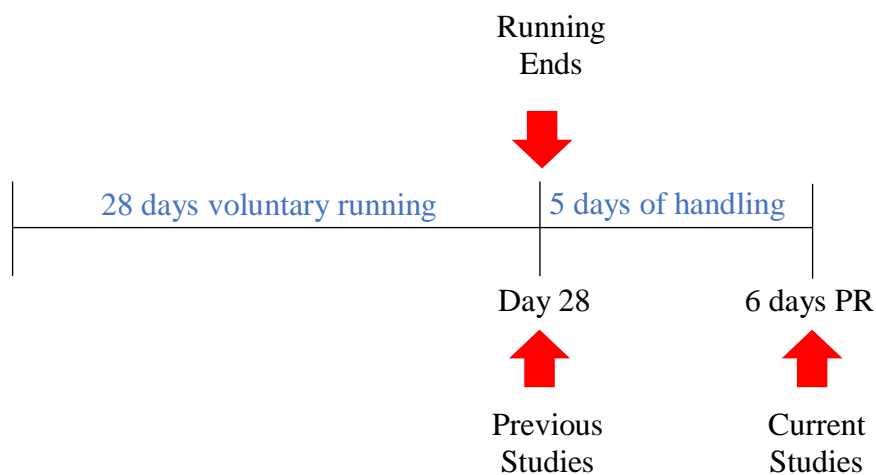 Running
Ends
28 days voluntary running
5 days of handling
Day 28
6 days PR
Previous
Studies
Current
Studies